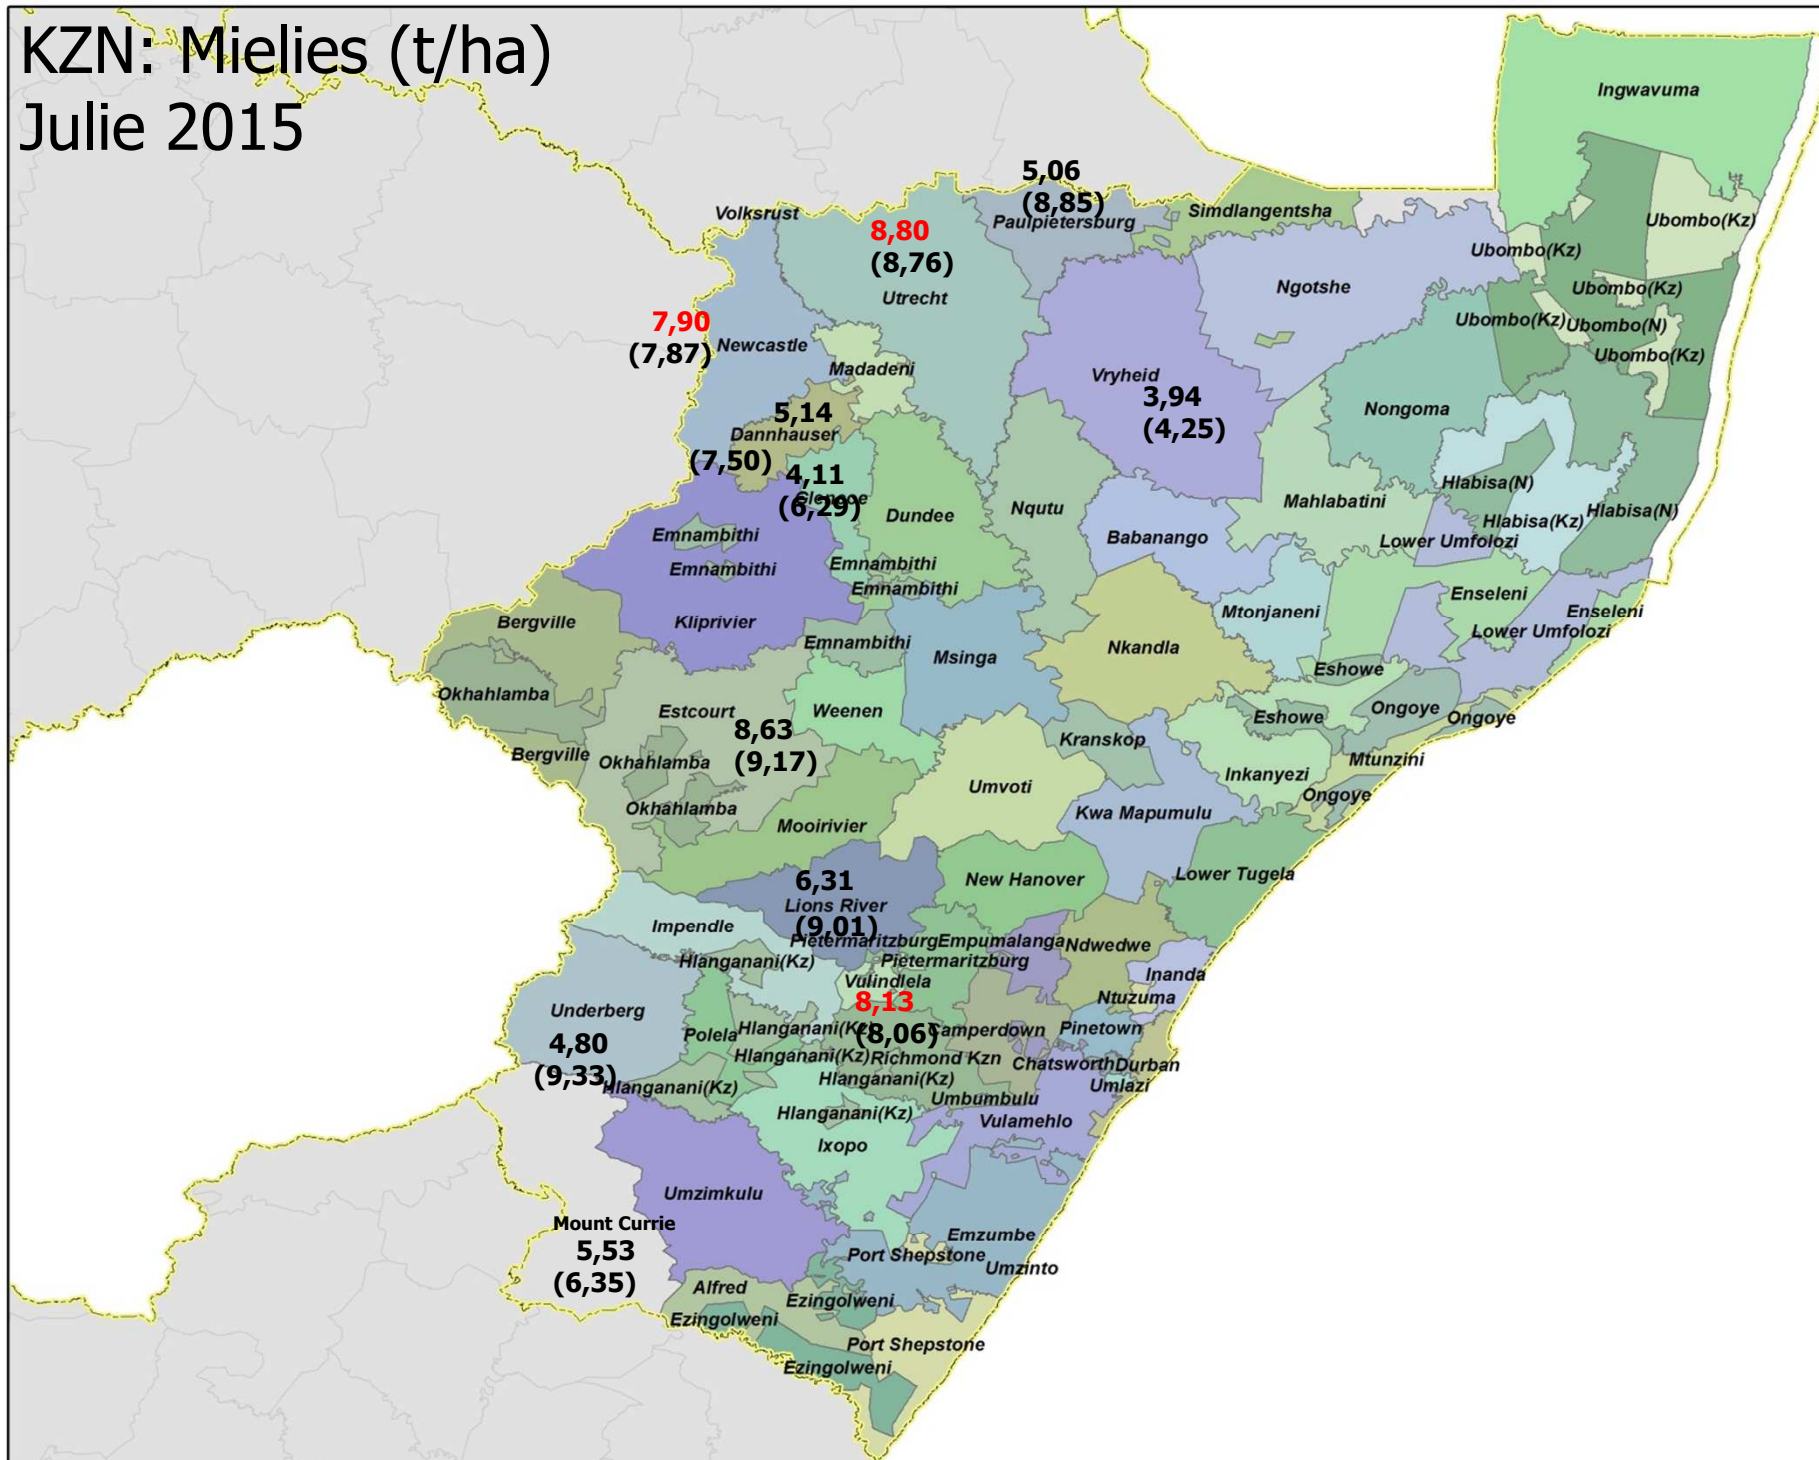 KZN: Mielies (t/ha)
Julie 2015
Ingwavuma
5,06
(8,85)
Paulpietersburg
Simdlangentsha
Volksrust
8,80
(8,76)
Utrecht
Ubombo(Kz)
Ubombo(Kz)
Ngotshe
Ubombo(Kz)
7,90
(7,87)
Newcastle
Ubombo(Kz)
Ubombo(N)
Ubombo(Kz)
Madadeni
Vryheid
3,94
(4,25)
Nongoma
5,14
Dannhauser
(7,50)
4,11
Glencoe
(6,29)
Dundee
Nqutu
Mahlabatini
Hlabisa(N)
Hlabisa(Kz)
Hlabisa(N)
Lower Umfolozi
Babanango
Emnambithi
Emnambithi
Emnambithi
Emnambithi
Enseleni
Enseleni
Lower Umfolozi
Mtonjaneni
Bergville
Kliprivier
Emnambithi
Msinga
Nkandla
Eshowe
Okhahlamba
Estcourt
8,63
(9,17)
Weenen
Kranskop
Eshowe
Ongoye
Ongoye
Bergville
Okhahlamba
Mtunzini
Inkanyezi
Umvoti
Ongoye
Okhahlamba
Mooirivier
Kwa Mapumulu
Lower Tugela
6,31
Lions River
(9,01)
New Hanover
Impendle
Pietermaritzburg
Empumalanga
Ndwedwe
Hlanganani(Kz)
Pietermaritzburg
Inanda
Vulindlela
Ntuzuma
8,13
(8,06)
Underberg
4,80
(9,33)
Polela
Hlanganani(Kz)
Camperdown
Pinetown
Hlanganani(Kz)
Richmond Kzn
Chatsworth
Durban
Hlanganani(Kz)
Hlanganani(Kz)
Umlazi
Umbumbulu
Hlanganani(Kz)
Vulamehlo
Ixopo
Umzimkulu
Mount Currie
5,53
(6,35)
Emzumbe
Port Shepstone
Umzinto
Alfred
Ezingolweni
Ezingolweni
Port Shepstone
Ezingolweni